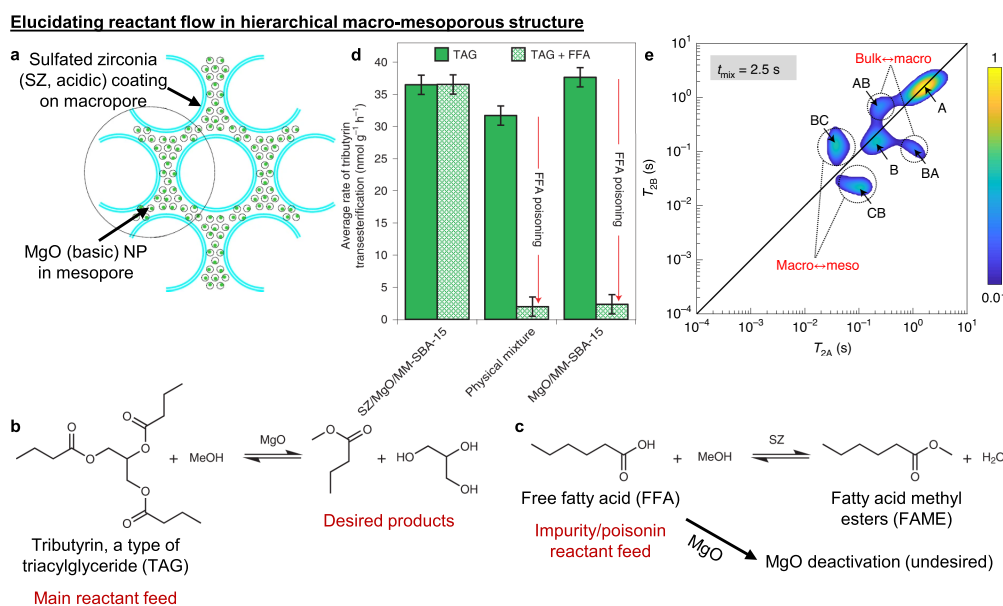 Elucidating reactant flow in hierarchical macro-mesoporous structure
a
Sulfated zirconia
(SZ, acidic) coating
on macropore
MgO (basic) NP
in mesopore
d
TAG
TAG + FFA
Average rate of tributyrin
transesterification (nmol g⁻¹ h⁻¹)
40
35
30
25
20
15
10
5
0
FFA poisoning
FFA poisoning
SZ/MgO/MM-SBA-15
Physical mixture
MgO/MM-SBA-15
e
t_mix = 2.5 s
Bulk↔macro
AB
A
BC
B
BA
CB
Macro↔meso
T_2B (s)
10¹
10⁰
10⁻¹
10⁻²
10⁻³
10⁻⁴
10⁻⁴
10⁻³
10⁻²
10⁻¹
10⁰
10¹
T_2A (s)
1
0.01
b
O
O
O
O
O
O
+ MeOH
MgO
O
O
+
HO
OH
OH
Tributyrin, a type of
triacylglyceride (TAG)
Main reactant feed
Desired products
c
OH
O
+ MeOH
SZ
O
O
+ H₂O
Free fatty acid (FFA)
Impurity/poisonin
reactant feed
Fatty acid methyl
esters (FAME)
MgO
MgO deactivation (undesired)